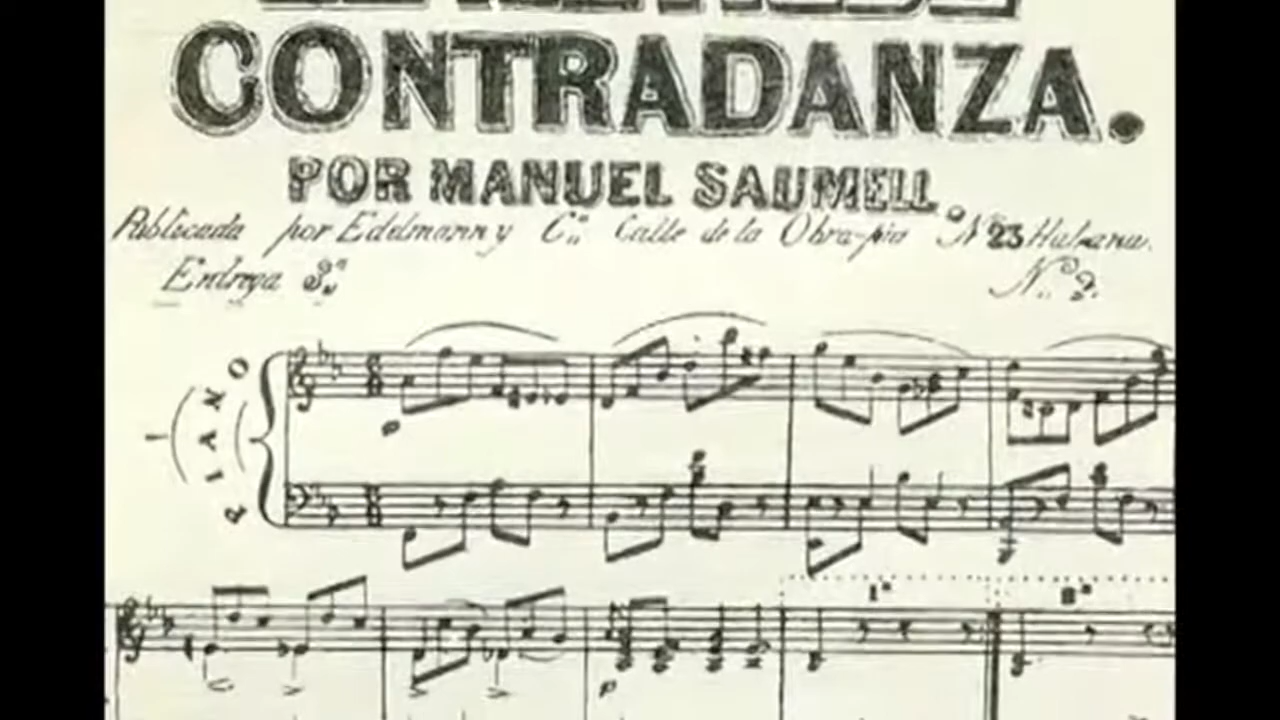 CONTRADANZA.
POR MANUEL SAUMELL.
Publicada por Edelmann y Cª. Calle de la Obra-pia Nº 23 Habana.
Entrega 3ª.
Nº. 2.
PIANO
1ª
2ª